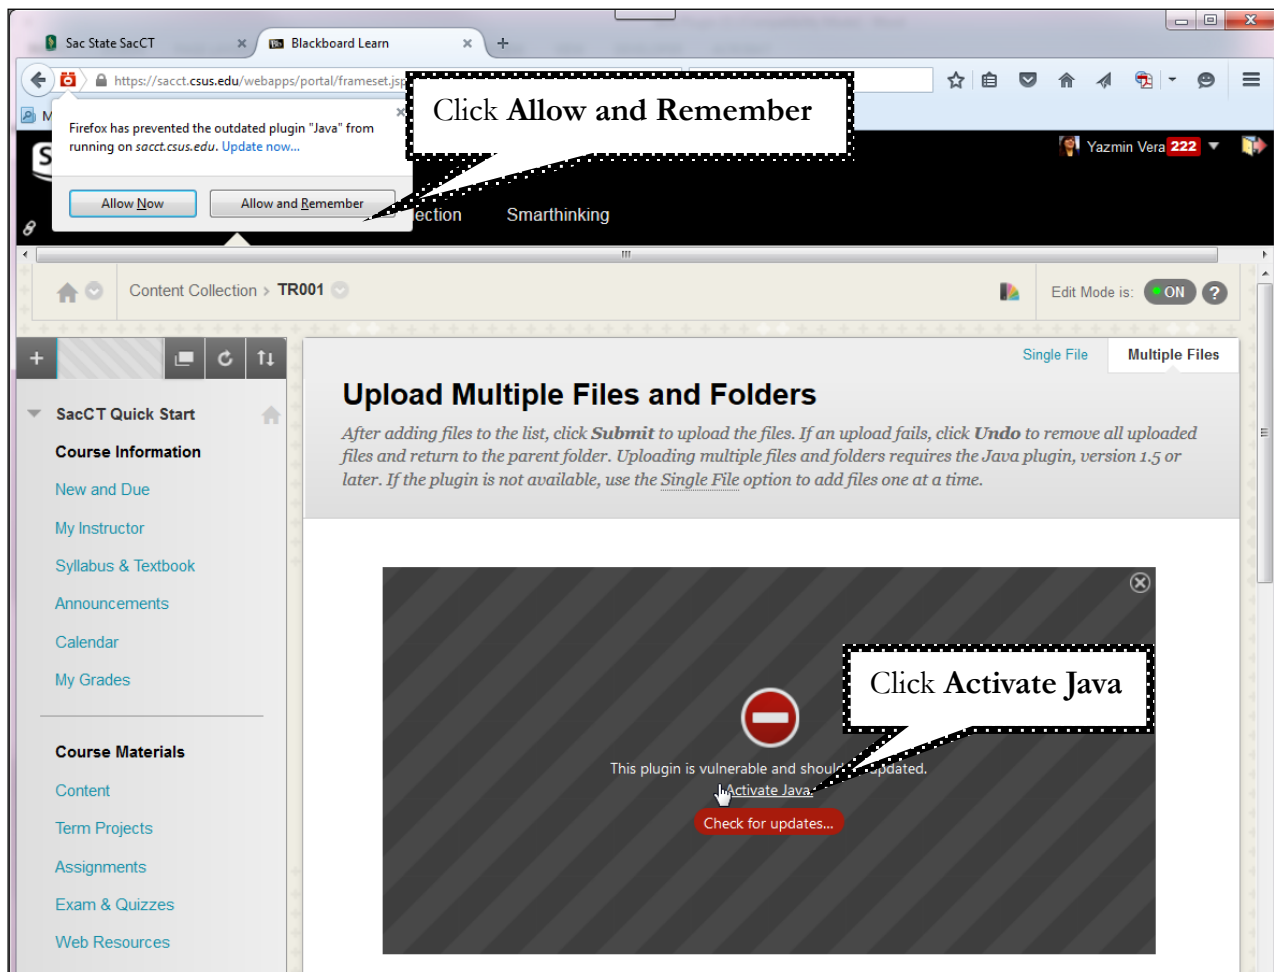 Sac State SacCT
Blackboard Learn
https://sacct.csus.edu/webapps/portal/frameset.jsp
Click Allow and Remember
M
Firefox has prevented the outdated plugin "Java" from
running on sacct.csus.edu. Update now...
Allow Now
Allow and Remember
S
Yazmin Vera 222
lection
Smarthinking
Content Collection > TR001
Edit Mode is: ON ?
Single File
Multiple Files
Upload Multiple Files and Folders
After adding files to the list, click Submit to upload the files. If an upload fails, click Undo to remove all uploaded
files and return to the parent folder. Uploading multiple files and folders requires the Java plugin, version 1.5 or
later. If the plugin is not available, use the Single File option to add files one at a time.
SacCT Quick Start
Course Information
New and Due
My Instructor
Syllabus & Textbook
Announcements
Calendar
My Grades
Course Materials
Content
Term Projects
Assignments
Exam & Quizzes
Web Resources
Click Activate Java
This plugin is vulnerable and should updated.
Activate Java.
Check for updates...